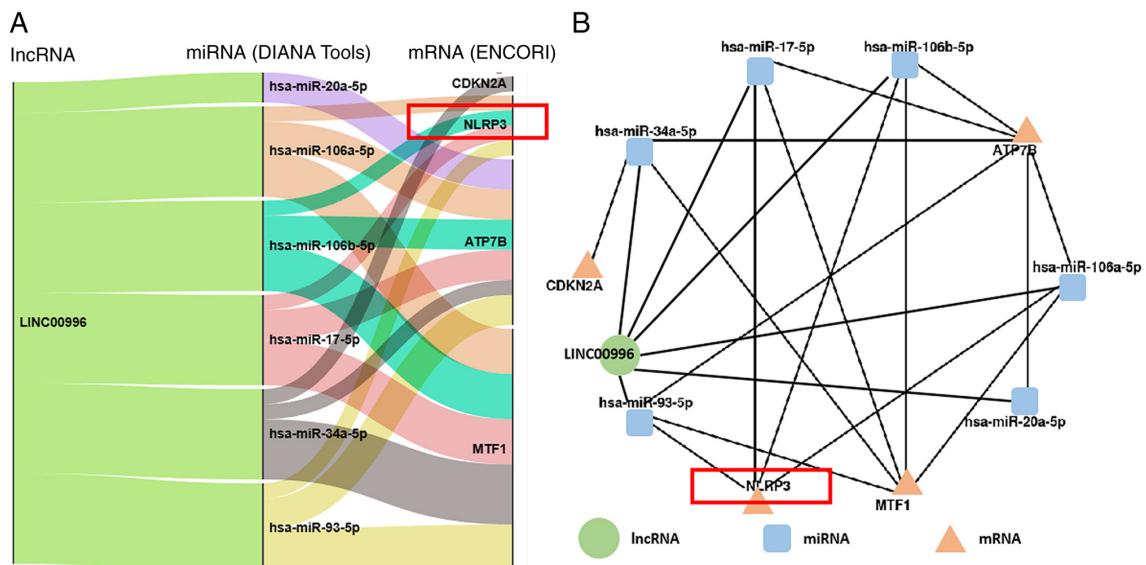 A
lncRNA
miRNA (DIANA Tools)
mRNA (ENCORI)
hsa-miR-20a-5p
CDKN2A
NLRP3
hsa-miR-106a-5p
hsa-miR-106b-5p
ATP7B
LINC00996
hsa-miR-17-5p
hsa-miR-34a-5p
MTF1
hsa-miR-93-5p
B
hsa-miR-17-5p
hsa-miR-106b-5p
hsa-miR-34a-5p
ATP7B
hsa-miR-106a-5p
CDKN2A
LINC00996
hsa-miR-93-5p
hsa-miR-20a-5p
NLRP3
MTF1
lncRNA
miRNA
mRNA